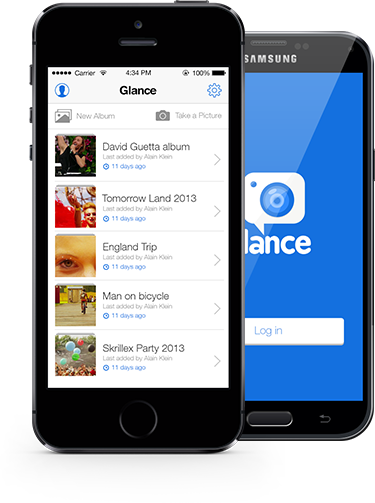 Carrier 4:34 PM 100%
Glance
New Album Take a Picture
David Guetta album
Last added by Alain Klein
11 days ago
Tomorrow Land 2013
Last added by Alain Klein
11 days ago
England Trip
Last added by Alain Klein
11 days ago
Man on bicycle
Last added by Alain Klein
11 days ago
Skrillex Party 2013
Last added by Alain Klein
11 days ago
SAMSUNG
lance
Log in